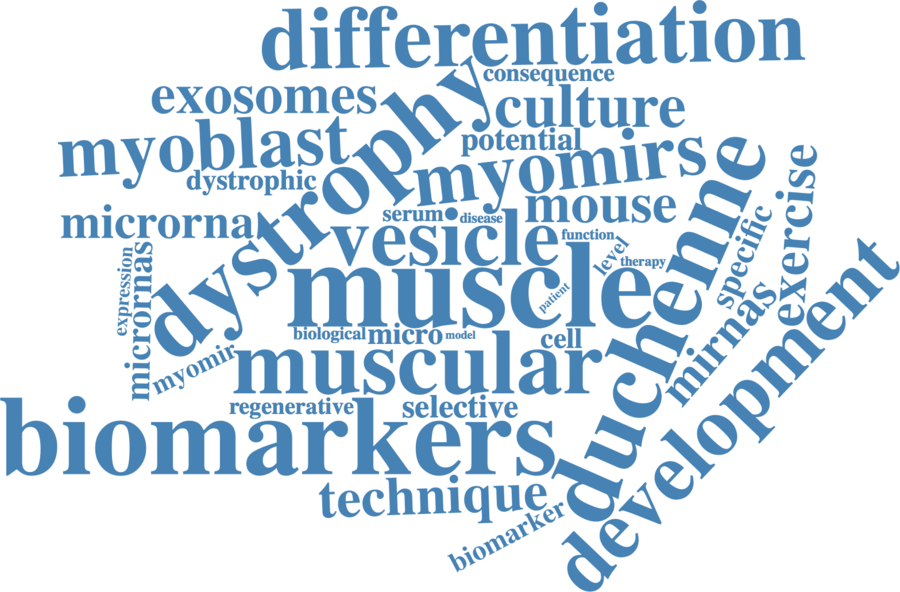 differentiation
consequence
exosomes
dystrophy
culture
myoblast
potential
myomirs
dystrophic
duchenne
exercise
microrna
serum
disease
mouse
vesicle
function
level
specific
therapy
expression
micrornas
muscle
patient
development
biological
micro
model
cell
mirnas
myomir
muscular
regenerative
selective
biomarkers
technique
biomarker